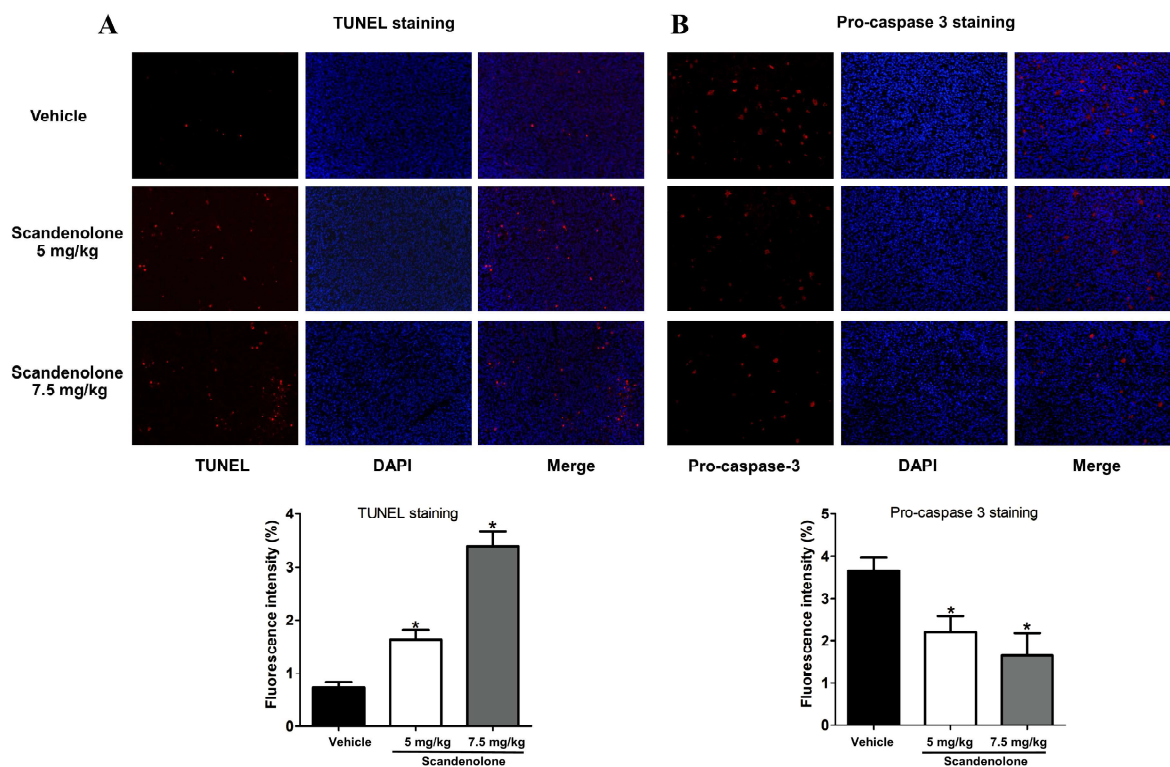 A
TUNEL staining
B
Pro-caspase 3 staining
Vehicle
Scandenolone
5 mg/kg
Scandenolone
7.5 mg/kg
TUNEL
DAPI
Merge
Pro-caspase-3
DAPI
Merge
TUNEL staining
Fluorescence intensity (%)
4
3
2
1
0
*
*
Vehicle
5 mg/kg
7.5 mg/kg
Scandenolone
Pro-caspase 3 staining
Fluorescence intensity (%)
5
4
3
2
1
0
*
*
Vehicle
5 mg/kg
7.5 mg/kg
Scandenolone